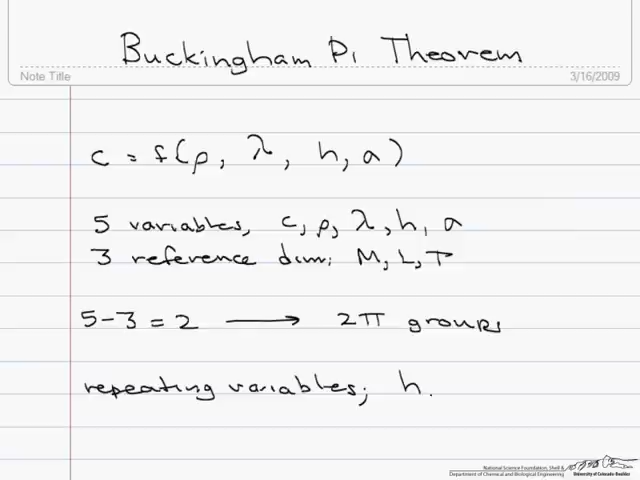 Buckingham Pi Theorem
Note Title
3/16/2009
c = f(ρ, λ, h, a)
5 variables, c, ρ, λ, h, a
3 reference dim: M, L, T
5-3 = 2 → 2π groups
repeating variables; h.
National Science Foundation, Shell &
Department of Chemical and Biological Engineering
University of Colorado Boulder